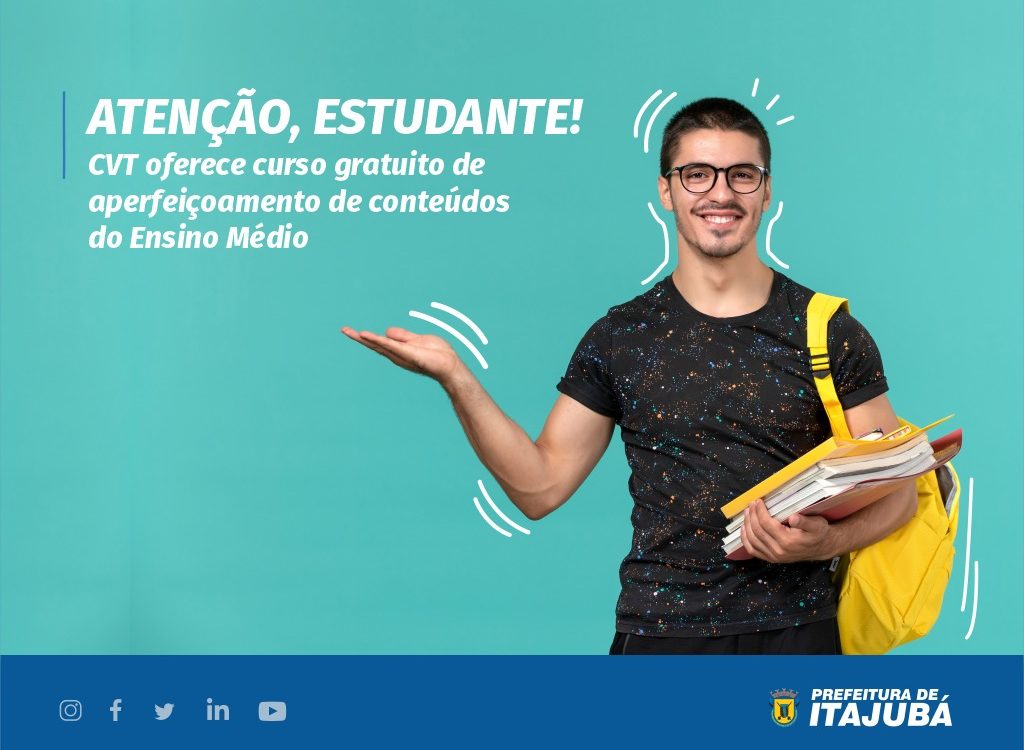 ATENÇÃO, ESTUDANTE!
CVT oferece curso gratuito de
aperfeiçoamento de conteúdos
do Ensino Médio
PREFEITURA DE
ITAJUBÁ